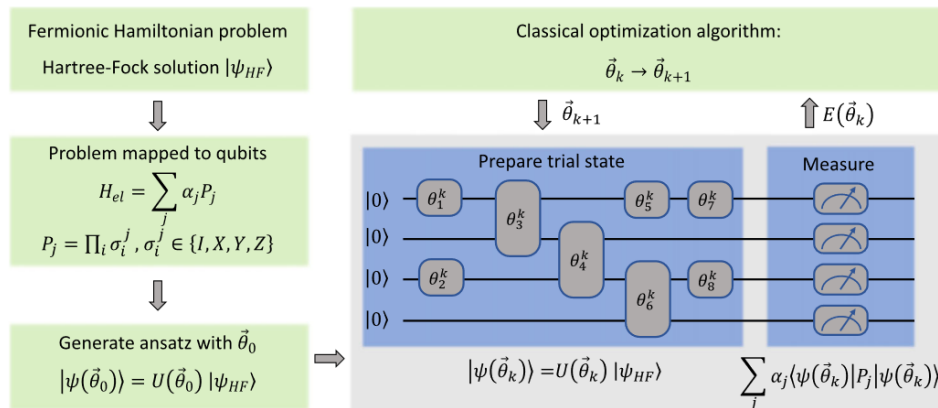 Fermionic Hamiltonian problem
Hartree-Fock solution |ψ_HF⟩
Problem mapped to qubits
H_el = ∑_j α_j P_j
P_j = ∏_i σ_i^j , σ_i^j ∈ {I, X, Y, Z}
Generate ansatz with θ⃗_0
|ψ(θ⃗_0)⟩ = U(θ⃗_0) |ψ_HF⟩
Classical optimization algorithm:
θ⃗_k → θ⃗_{k+1}
θ⃗_{k+1}
E(θ⃗_k)
Prepare trial state
Measure
|0⟩ θ_1^k θ_3^k θ_5^k θ_7^k
|0⟩ θ_4^k
|0⟩ θ_2^k θ_6^k θ_8^k
|0⟩
|ψ(θ⃗_k)⟩ =U(θ⃗_k) |ψ_HF⟩
∑_j α_j⟨ψ(θ⃗_k)|P_j|ψ(θ⃗_k)⟩